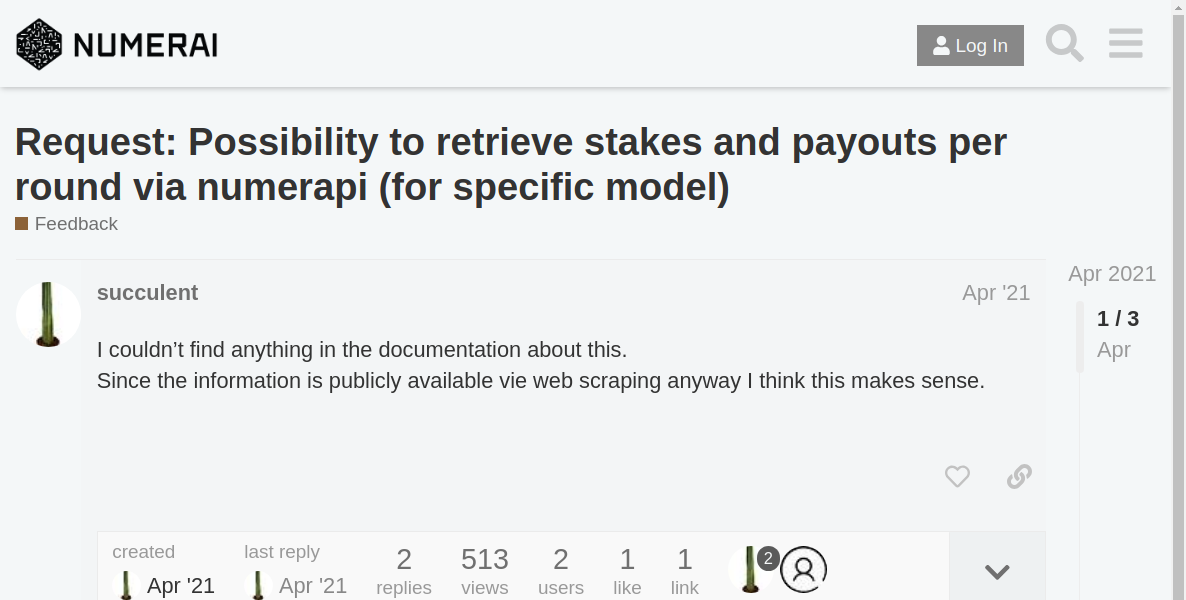 NUMERAI
Log In
Request: Possibility to retrieve stakes and payouts per
round via numerapi (for specific model)
Feedback
succulent
Apr '21
I couldn’t find anything in the documentation about this.
Since the information is publicly available vie web scraping anyway I think this makes sense.
Apr 2021
1 / 3
Apr
created
Apr '21
last reply
Apr '21
2
replies
513
views
2
users
1
like
1
link
2